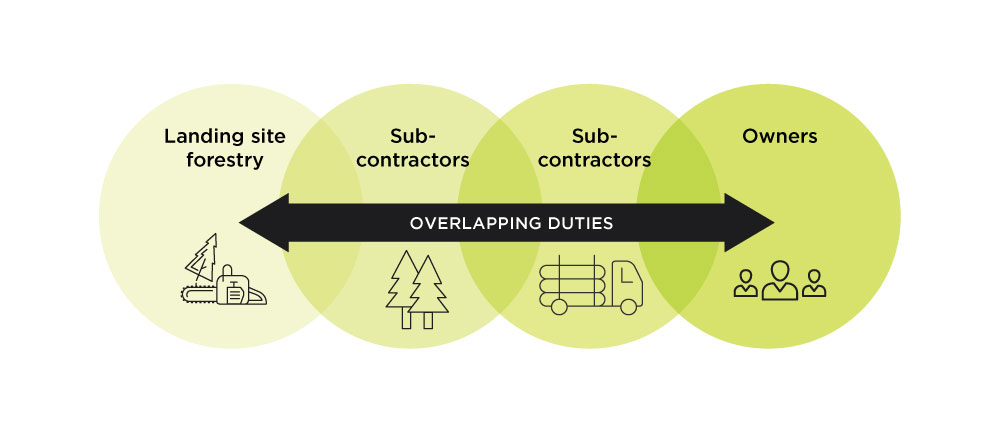 Landing site
forestry
Sub-
contractors
Sub-
contractors
Owners
OVERLAPPING DUTIES